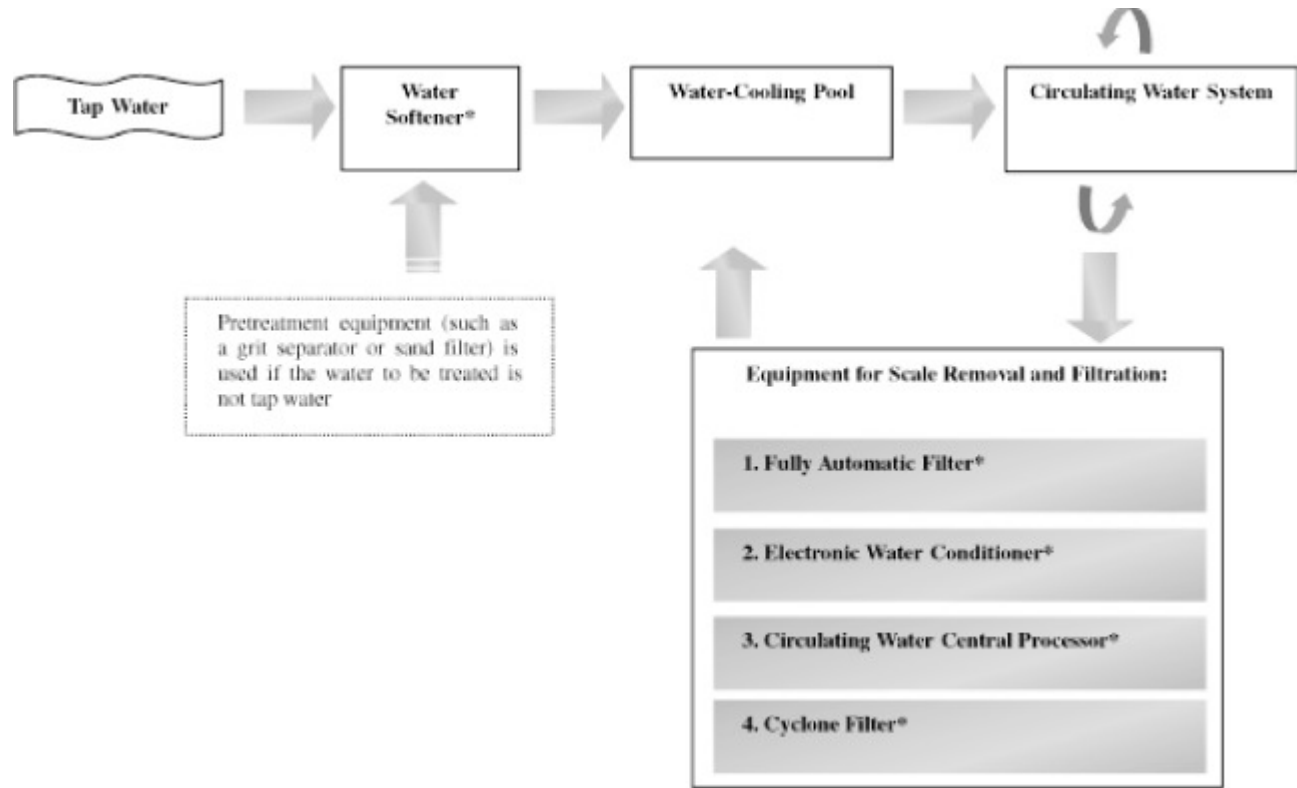 Tap Water
Water
Softener*
Water-Cooling Pool
Circulating Water System
Pretreatment equipment (such as
a grit separator or sand filter) is
used if the water to be treated is
not tap water
Equipment for Scale Removal and Filtration:
1. Fully Automatic Filter*
2. Electronic Water Conditioner*
3. Circulating Water Central Processor*
4. Cyclone Filter*